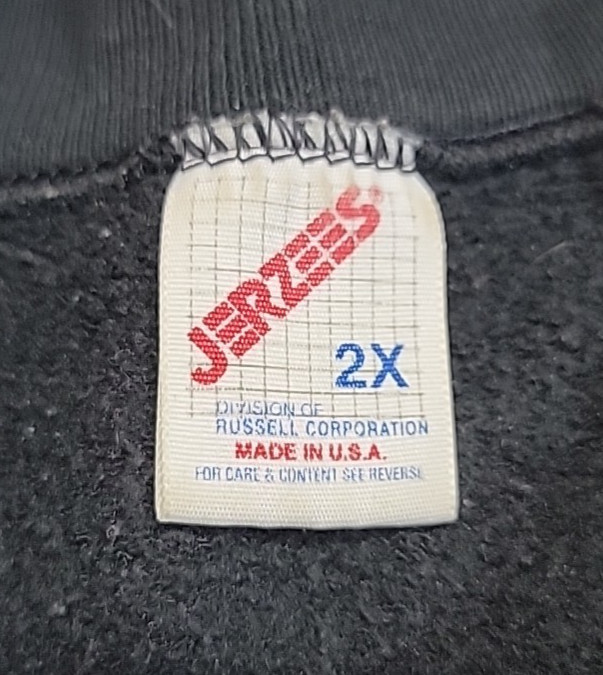 JERZEES®
2X
DIVISION OF
RUSSELL CORPORATION
MADE IN U.S.A.
FOR CARE & CONTENT SEE REVERSE